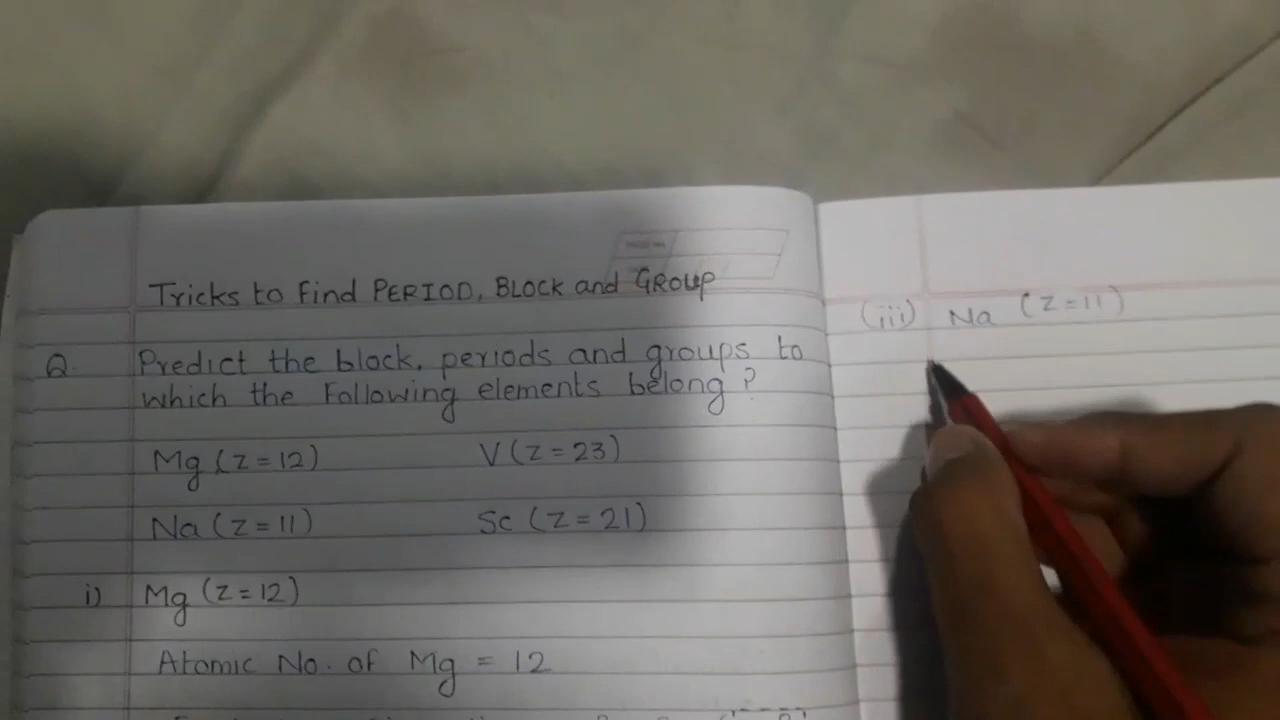 Tricks to Find PERIOD, BLOCK and GROUP
Q. Predict the block, periods and groups to
which the Following elements belong?
Mg (Z=12) V (Z=23)
Na (Z=11) Sc (Z=21)
i) Mg (Z=12)
Atomic No. of Mg = 12
(iii) Na (Z=11)